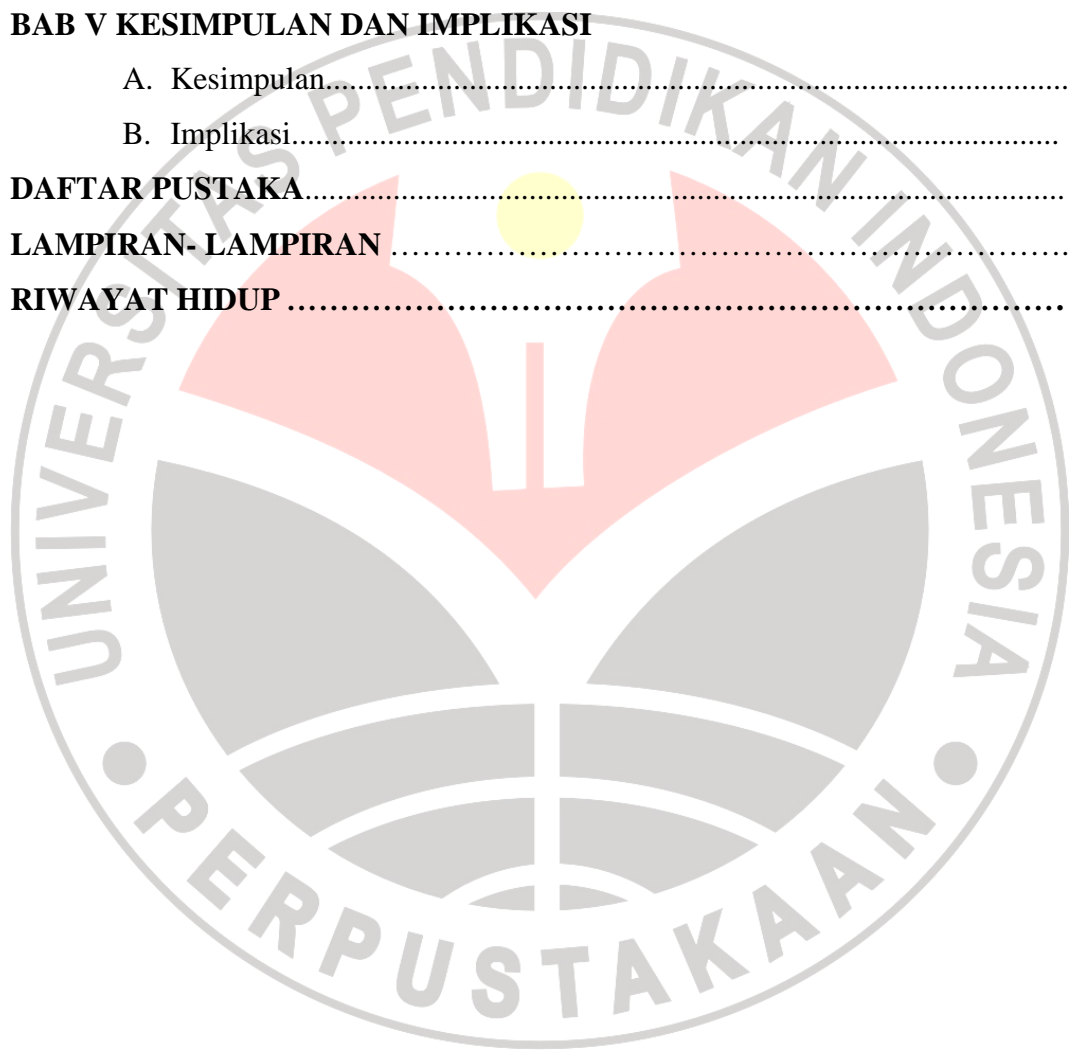 BAB V KESIMPULAN DAN IMPLIKASI
A. Kesimpulan...............................................................................................
B. Implikasi..................................................................................................
DAFTAR PUSTAKA.................................................................................................
LAMPIRAN- LAMPIRAN ……………………………………………………………….
RIWAYAT HIDUP ……………………………………………………………………….
UNIVERSITAS PENDIDIKAN INDONESIA
PERPUSTAKAAN